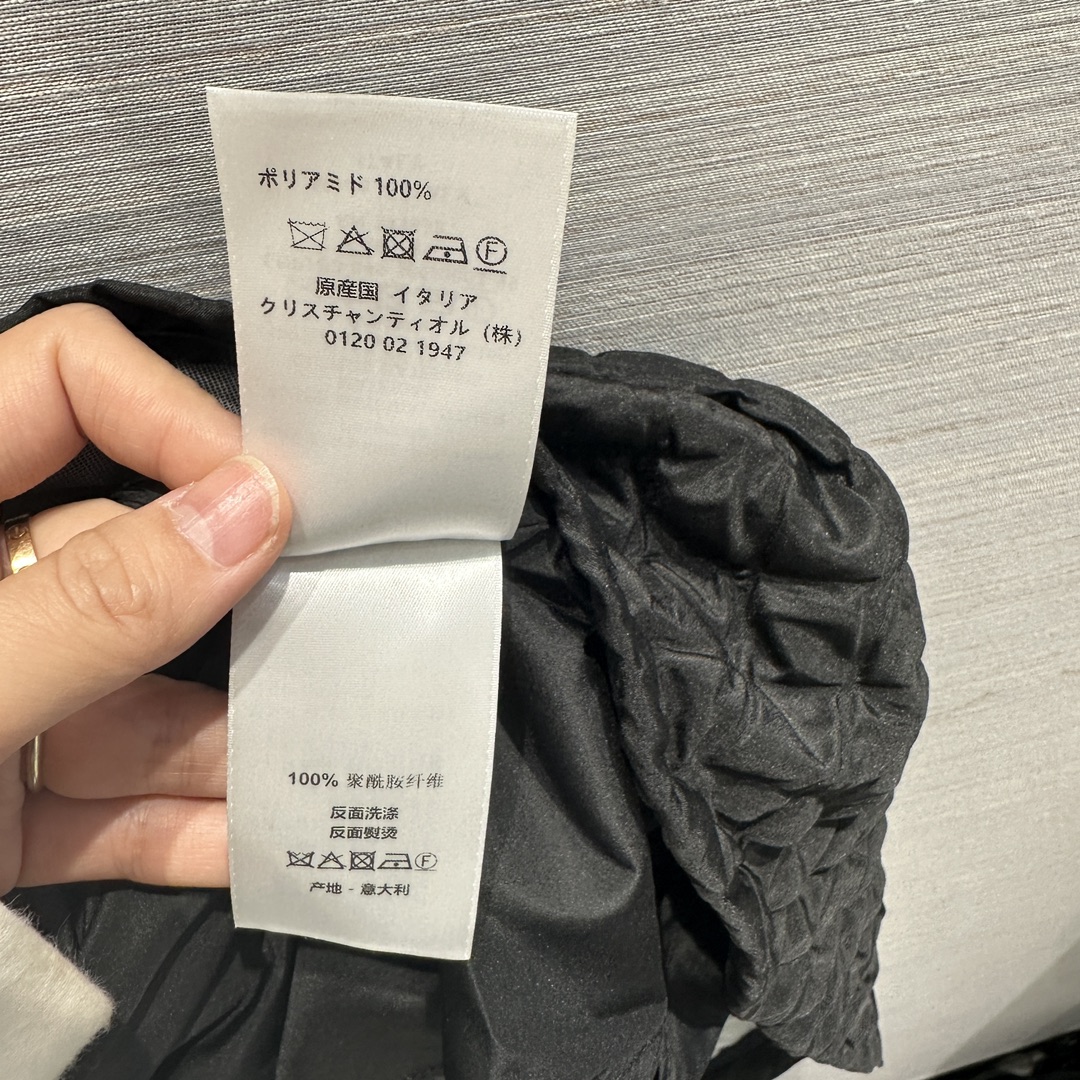 ポリアミド 100%
F
原産国 イタリア
クリスチャンディオル (株)
0120 02 1947
100% 聚酰胺纤维
反面洗涤
反面熨烫
F
产地 - 意大利